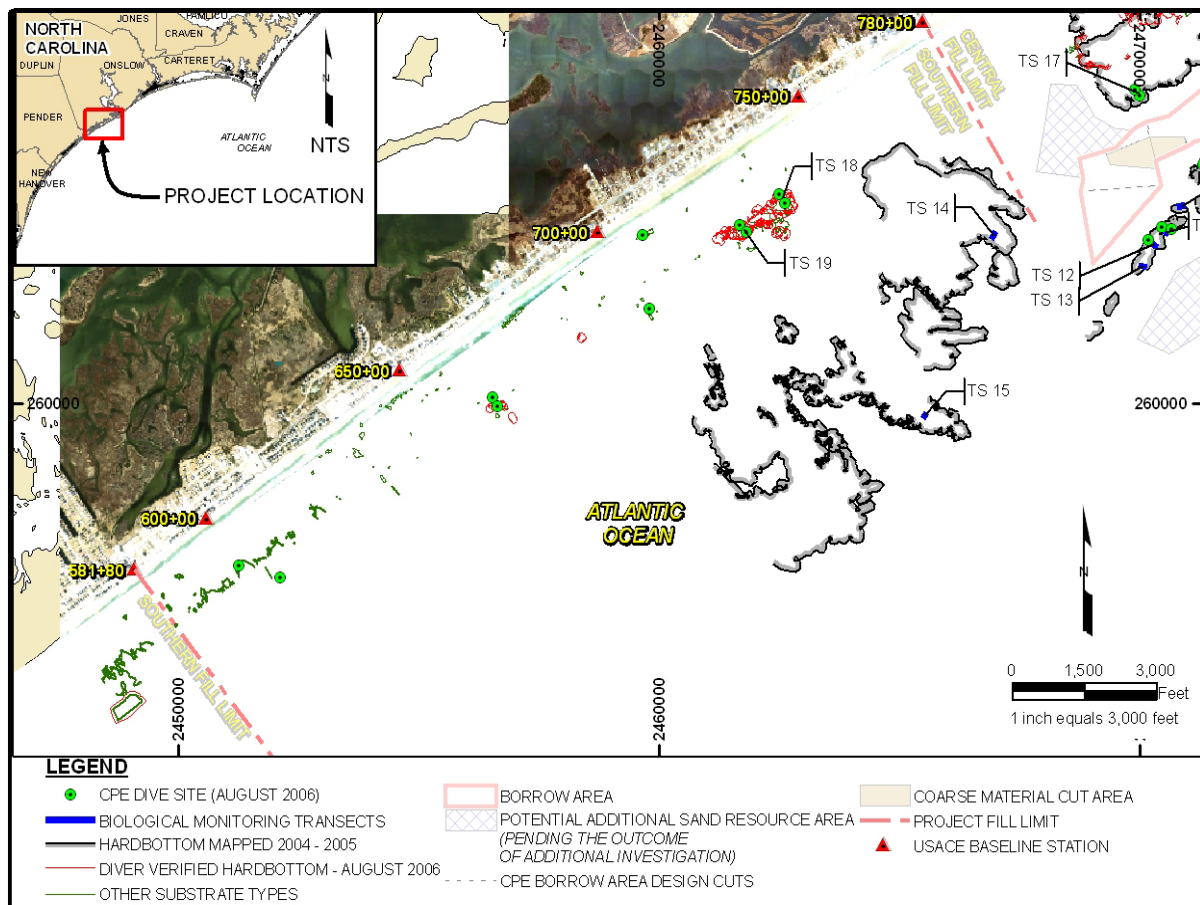 NORTH
CAROLINA
JONES
PAMLICO
CRAVEN
CARTERET
DUPLIN
ONSLOW
PENDER
NEW
HANOVER
ATLANTIC
OCEAN
N
NTS
PROJECT LOCATION
2460000
2470000
780+00
CENTRAL
FILL LIMIT
SOUTHERN
FILL LIMIT
TS 17
750+00
TS 18
TS 14
700+00
TS 19
TS 12
TS 13
650+00
260000
TS 15
260000
ATLANTIC
OCEAN
600+00
581+80
SOUTHERN
FILL LIMIT
N
2450000
2460000
0 1,500 3,000
Feet
1 inch equals 3,000 feet
LEGEND
CPE DIVE SITE (AUGUST 2006)
BIOLOGICAL MONITORING TRANSECTS
HARDBOTTOM MAPPED 2004 - 2005
DIVER VERIFIED HARDBOTTOM - AUGUST 2006
OTHER SUBSTRATE TYPES
BORROW AREA
POTENTIAL ADDITIONAL SAND RESOURCE AREA
(PENDING THE OUTCOME
OF ADDITIONAL INVESTIGATION)
CPE BORROW AREA DESIGN CUTS
COARSE MATERIAL CUT AREA
PROJECT FILL LIMIT
USACE BASELINE STATION